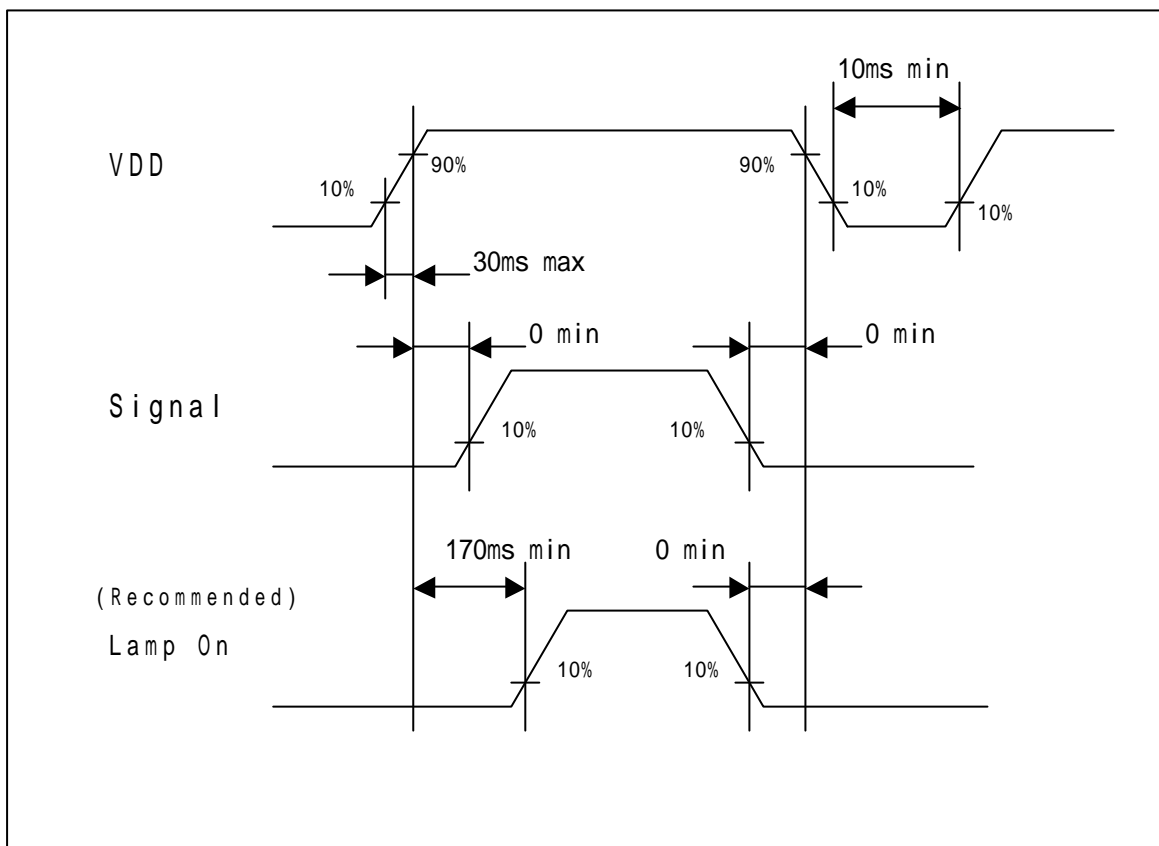 10ms min
VDD
90%
90%
10%
10%
10%
30ms max
0 min
0 min
Signal
10%
10%
170ms min
0 min
(Recommended)
Lamp On
10%
10%